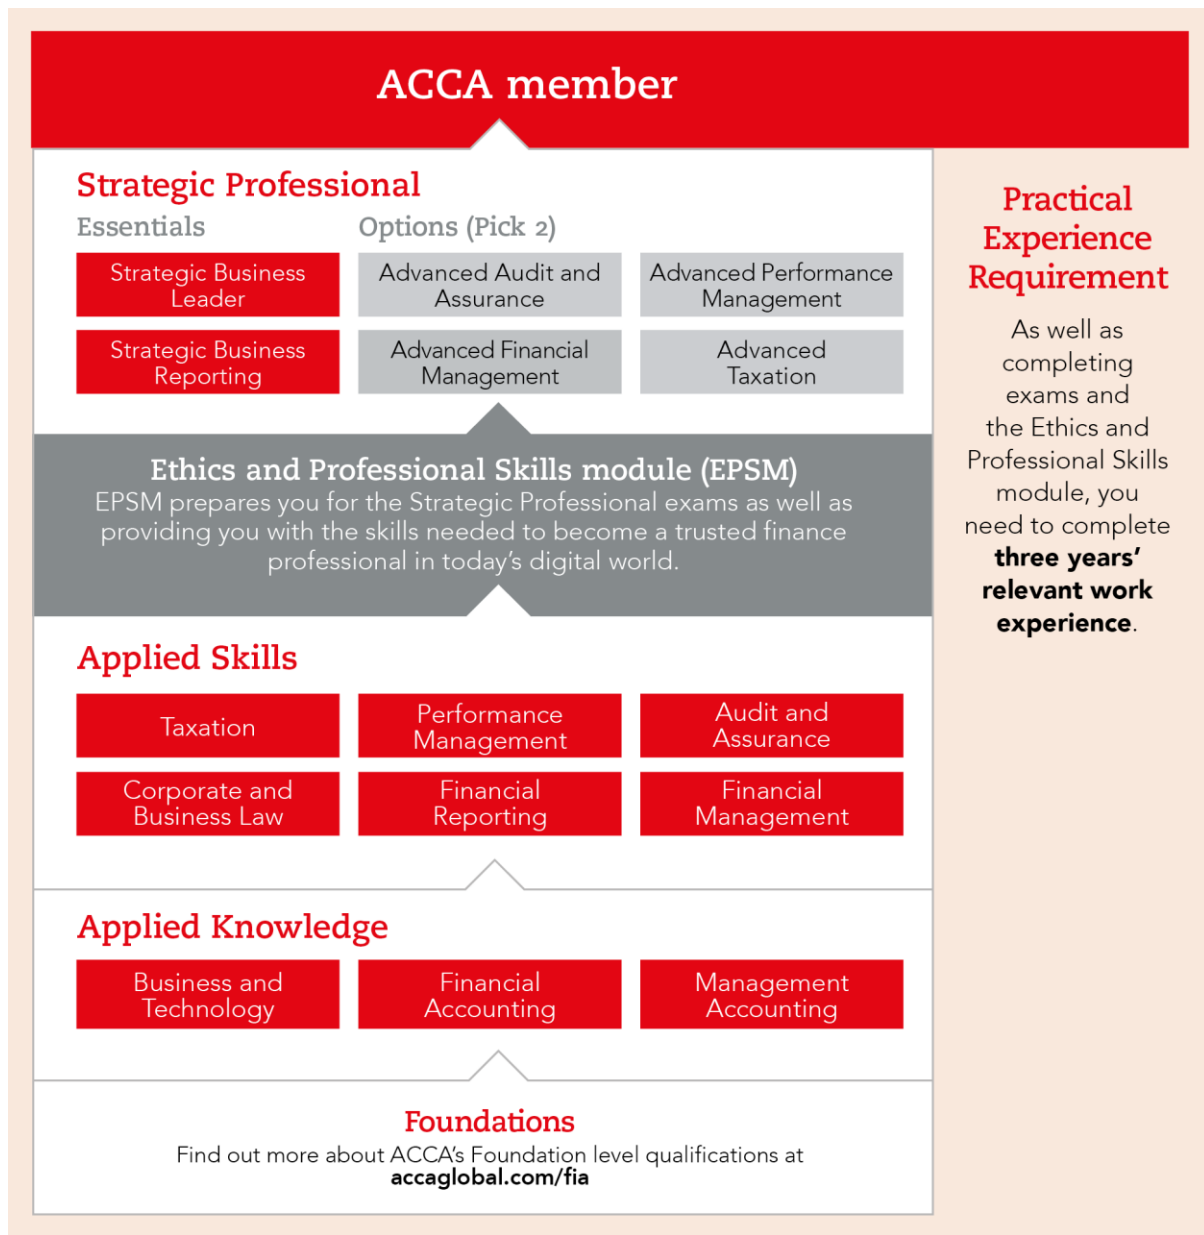 ACCA member
Strategic Professional
Essentials
Options (Pick 2)
Strategic Business
Leader
Advanced Audit and
Assurance
Advanced Performance
Management
Strategic Business
Reporting
Advanced Financial
Management
Advanced
Taxation
Ethics and Professional Skills module (EPSM)
EPSM prepares you for the Strategic Professional exams as well as
providing you with the skills needed to become a trusted finance
professional in today’s digital world.
Applied Skills
Taxation
Performance
Management
Audit and
Assurance
Corporate and
Business Law
Financial
Reporting
Financial
Management
Applied Knowledge
Business and
Technology
Financial
Accounting
Management
Accounting
Foundations
Find out more about ACCA’s Foundation level qualifications at
accaglobal.com/fia
Practical
Experience
Requirement
As well as
completing
exams and
the Ethics and
Professional Skills
module, you
need to complete
three years’
relevant work
experience.